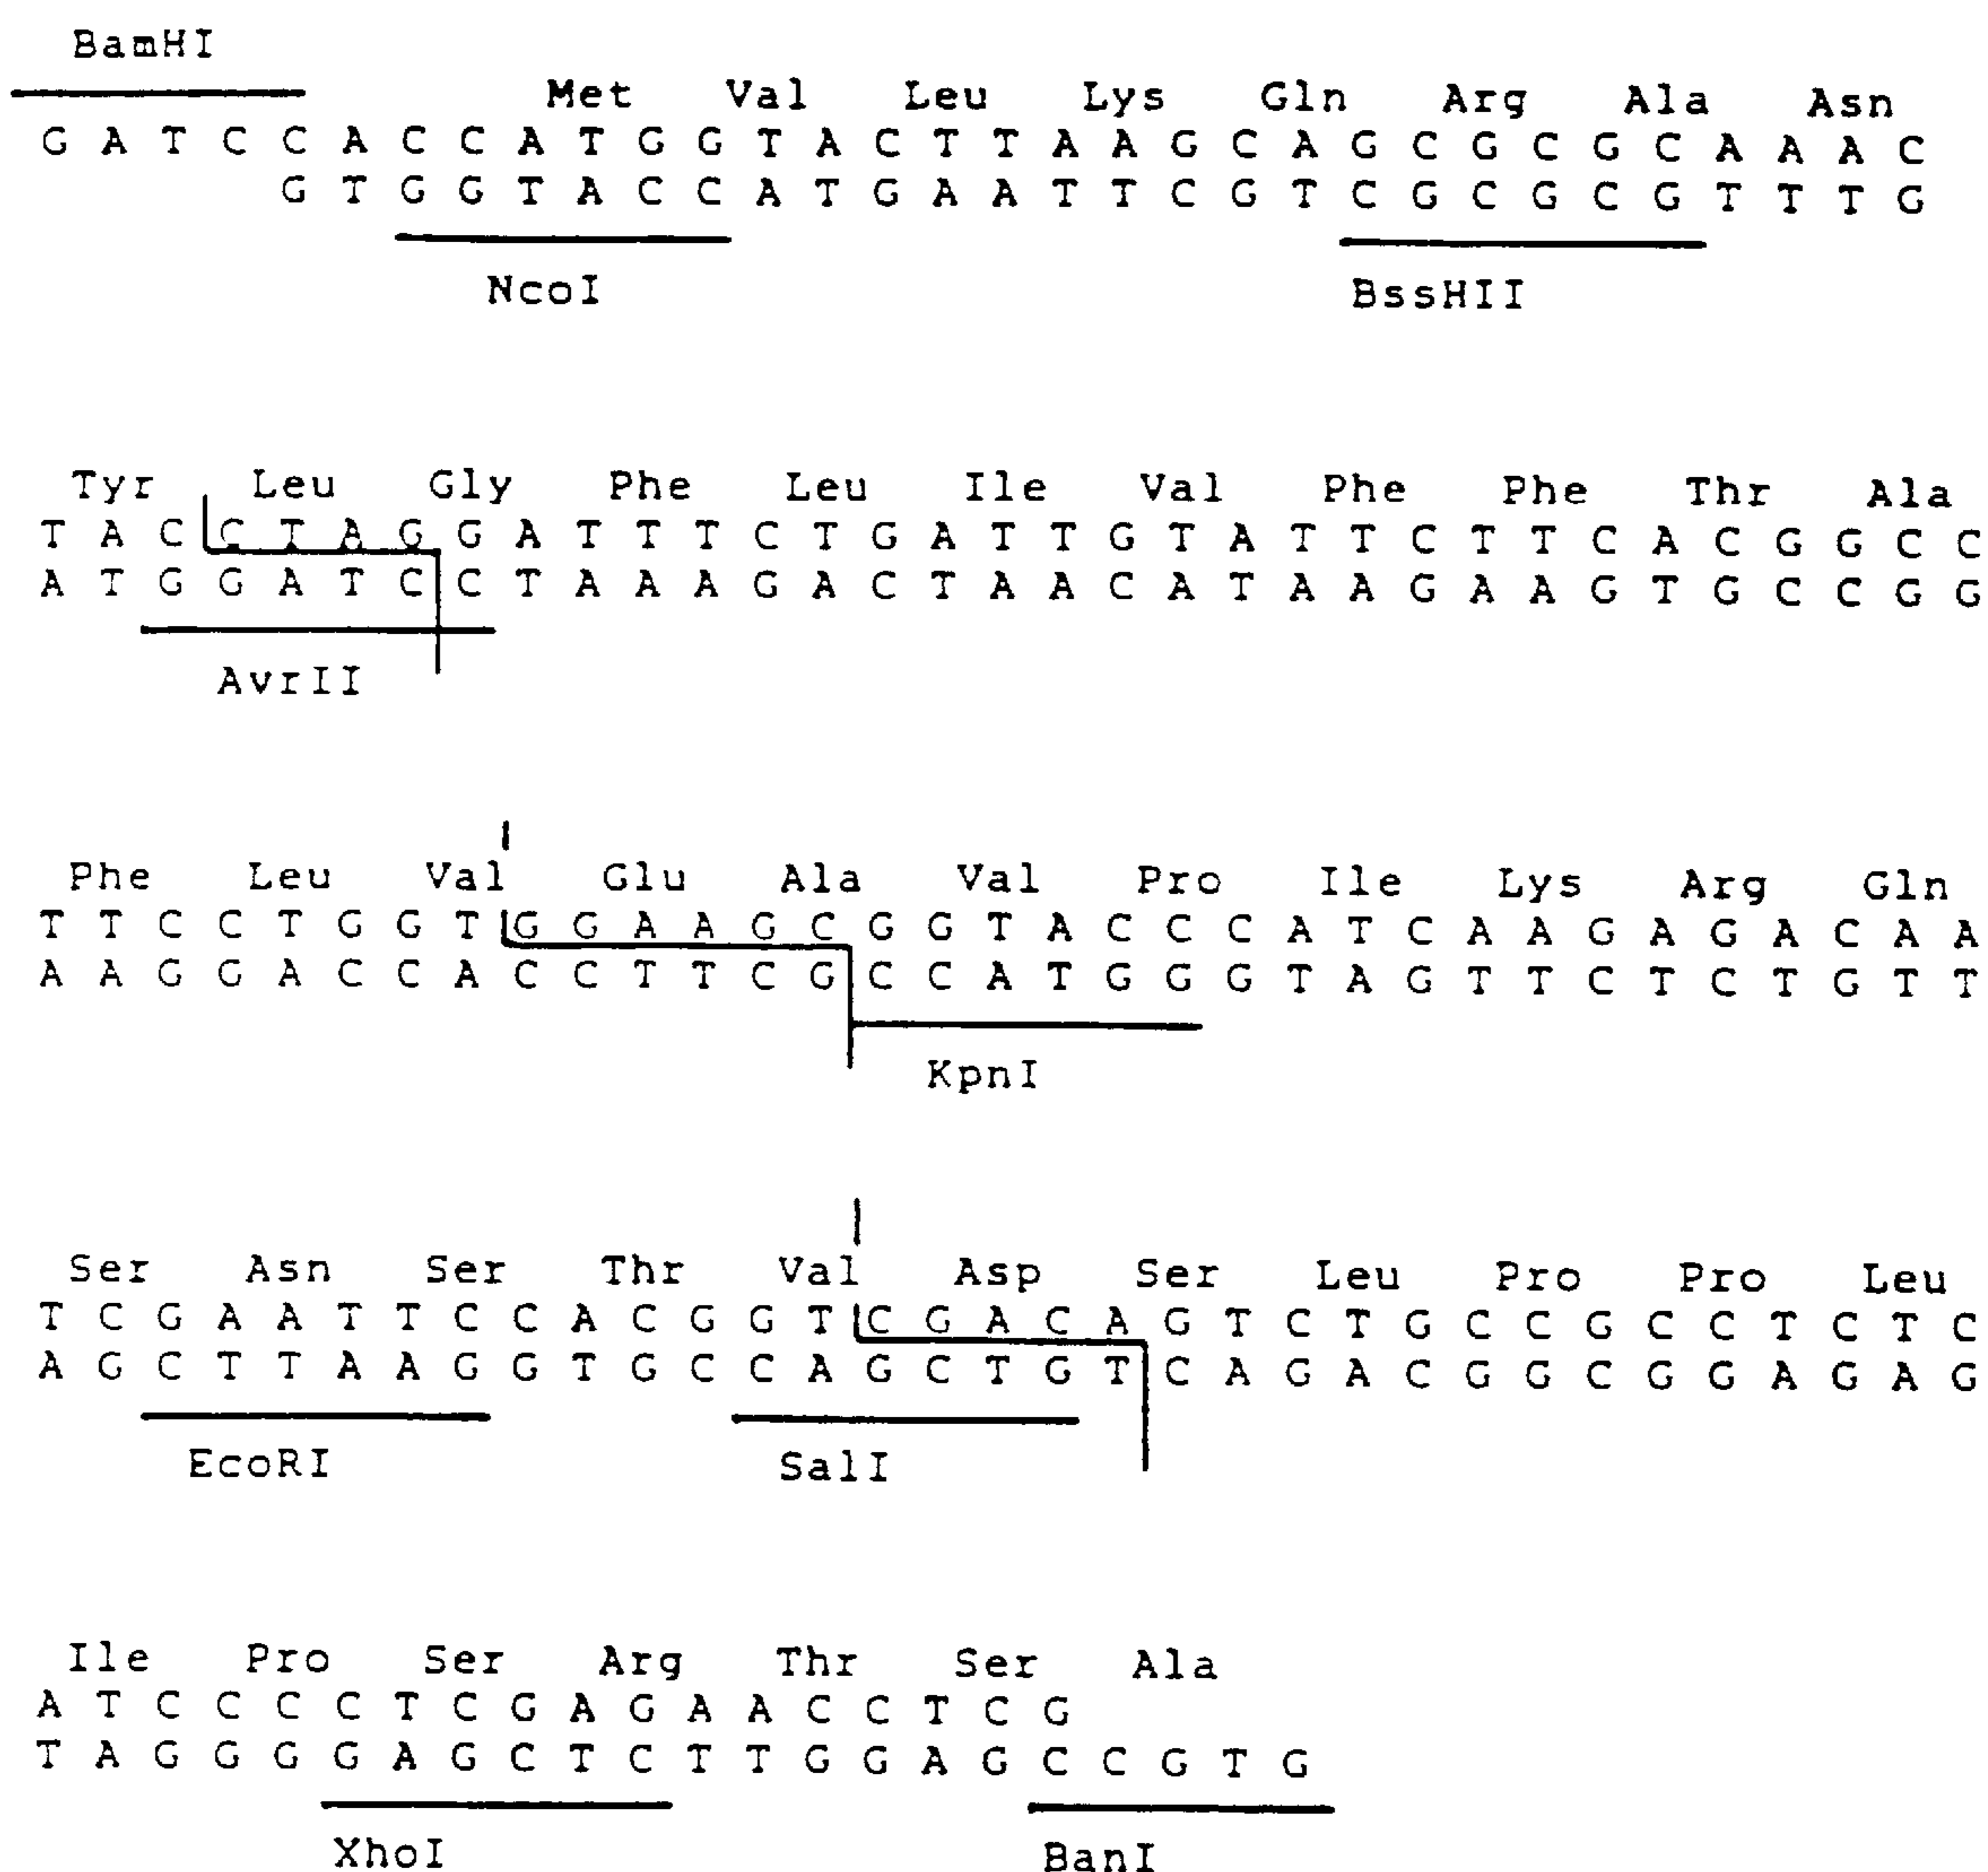 BamHI
Met Val Leu Lys Gln Arg Ala Asn
G A T C C A C C A T G G T A C T T A A G C A G C G C G C A A A C
G T G G T A C C A T G A A T T C G T C G C G C G T T T G
NcoI BssHII
Tyr Leu Gly Phe Leu Ile Val Phe Phe Thr Ala
T A C C T A G G A T T T C T G A T T G T A T T C T T C A C G G C C
A T G G A T C C T A A A G A C T A A C A T A A G A A G T G C C G G
AvrII
Phe Leu Val Glu Ala Val Pro Ile Lys Arg Gln
T T C C T G G T G G A A G C G G T A C C C A T C A A G A G A C A A
A A G G A C C A C C T T C G C C A T G G G T A G T T C T C T G T T
KpnI
Ser Asn Ser Thr Val Asp Ser Leu Pro Pro Leu
T C G A A T T C C A C G G T C G A C A G T C T G C C G C C T C T C
A G C T T A A G G T G C C A G C T G T C A G A C G G C G G A G A G
EcoRI SalI
Ile Pro Ser Arg Thr Ser Ala
A T C C C C T C G A G A A C C T C G
T A G G G G A G C T C T T G G A G C C G T G
XhoI BanI